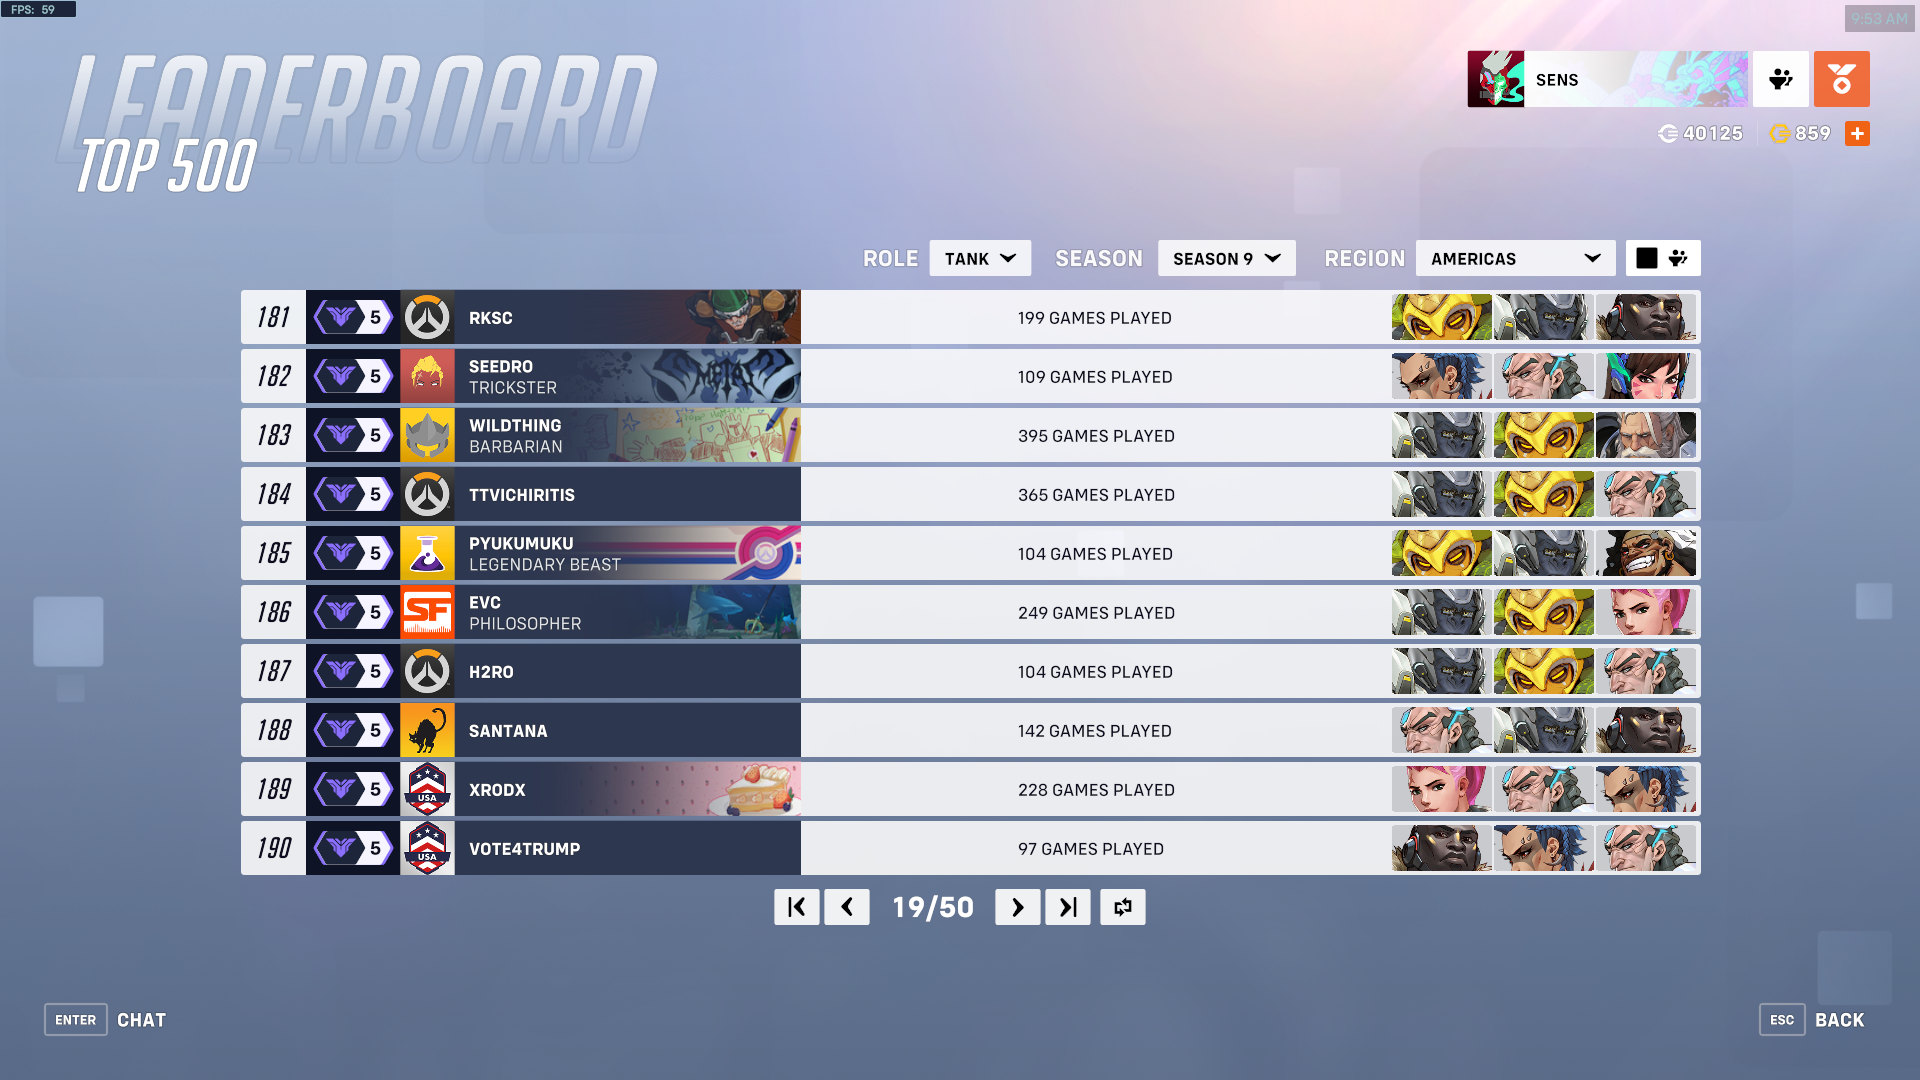 FPS: 59
9:53 AM
LEADERBOARD
TOP 500
SENS
40125 859
ROLE TANK SEASON SEASON 9 REGION AMERICAS
181 5 RKSC 199 GAMES PLAYED
182 5 SEEDRO 109 GAMES PLAYED
TRICKSTER
META
183 5 WILDTHING 395 GAMES PLAYED
BARBARIAN
184 5 TTVICHIRITIS 365 GAMES PLAYED
185 5 PYUKUMUKU 104 GAMES PLAYED
LEGENDARY BEAST
186 5 SF EVC 249 GAMES PLAYED
PHILOSOPHER
187 5 H2RO 104 GAMES PLAYED
188 5 SANTANA 142 GAMES PLAYED
189 5 USA XRODX 228 GAMES PLAYED
190 5 USA VOTE4TRUMP 97 GAMES PLAYED
19/50
ENTER CHAT
ESC BACK